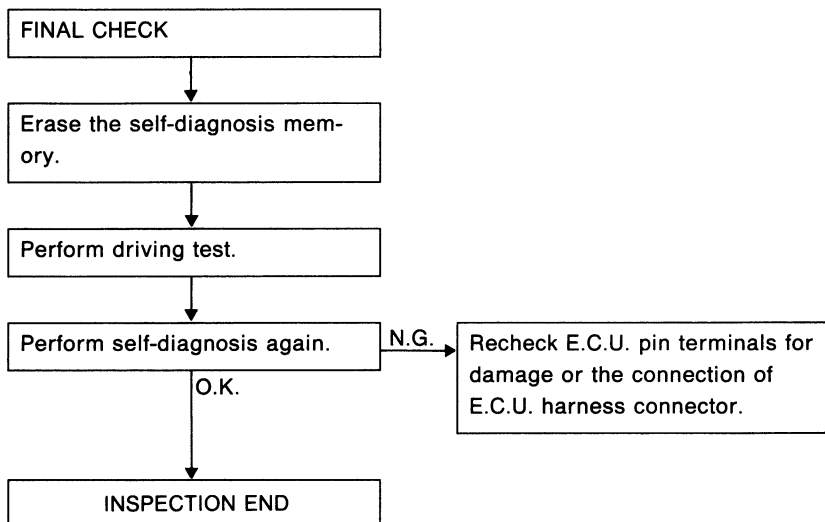 FINAL CHECK
Erase the self-diagnosis mem-
ory.
Perform driving test.
Perform self-diagnosis again.
N.G.
Recheck E.C.U. pin terminals for
damage or the connection of
E.C.U. harness connector.
O.K.
INSPECTION END